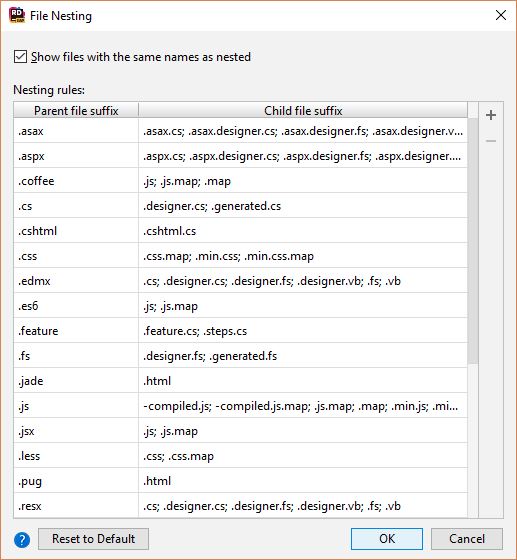 RD
File Nesting
Show files with the same names as nested
Nesting rules:
Parent file suffix Child file suffix
.asax .asax.cs; .asax.designer.cs; .asax.designer.fs; .asax.designer.v...
.aspx .aspx.cs; .aspx.designer.cs; .aspx.designer.fs; .aspx.designer....
.coffee .js; .js.map; .map
.cs .designer.cs; .generated.cs
.cshtml .cshtml.cs
.css .css.map; .min.css; .min.css.map
.edmx .cs; .designer.cs; .designer.fs; .designer.vb; .fs; .vb
.es6 .js; .js.map
.feature .feature.cs; .steps.cs
.fs .designer.fs; .generated.fs
.jade .html
.js -compiled.js; -compiled.js.map; .js.map; .map; .min.js; .mi...
.jsx .js; .js.map
.less .css; .css.map
.pug .html
.resx .cs; .designer.cs; .designer.fs; .designer.vb; .fs; .vb
? Reset to Default OK Cancel